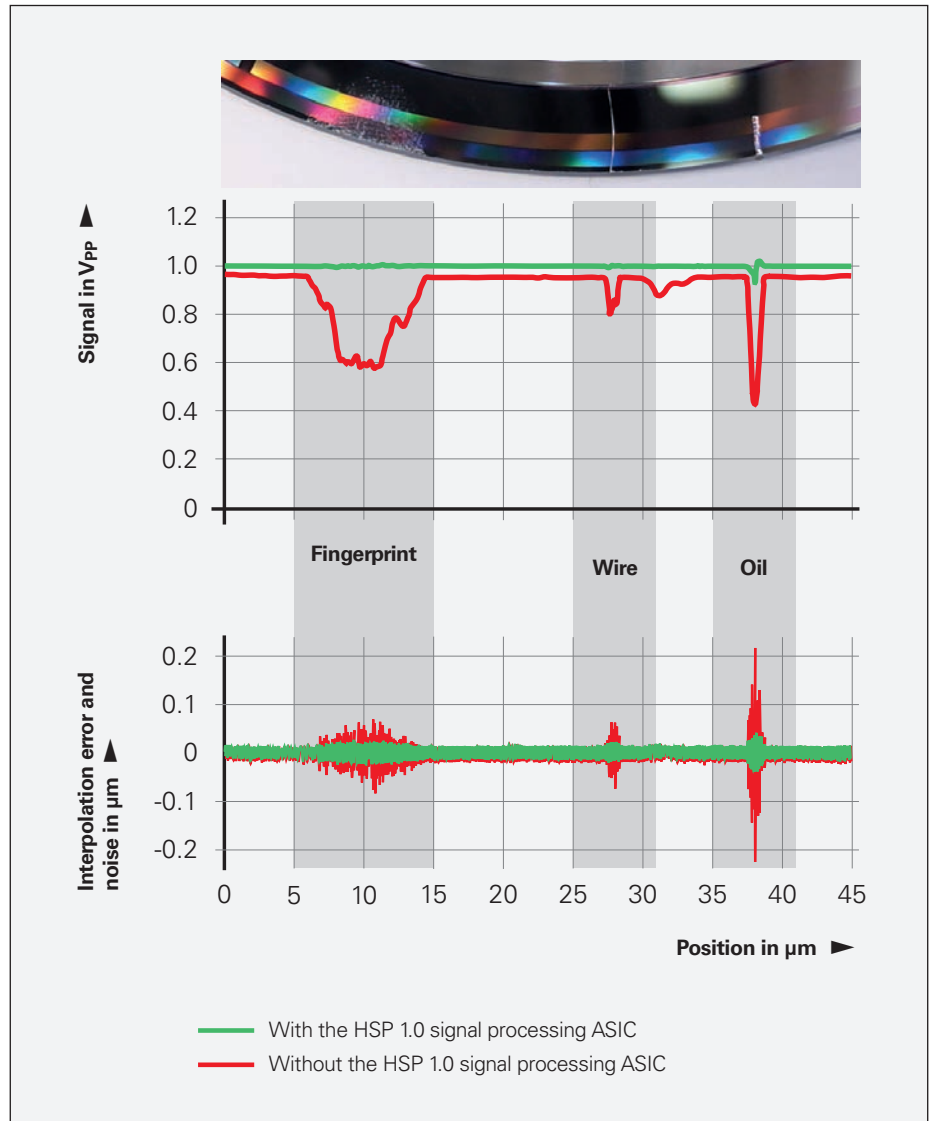 Signal in VPP
1.2
1.0
0.8
0.6
0.4
0.2
0
Fingerprint
Wire
Oil
Interpolation error and
noise in µm
0.2
0.1
0
-0.1
-0.2
0 5 10 15 20 25 30 35 40 45
Position in µm
With the HSP 1.0 signal processing ASIC
Without the HSP 1.0 signal processing ASIC